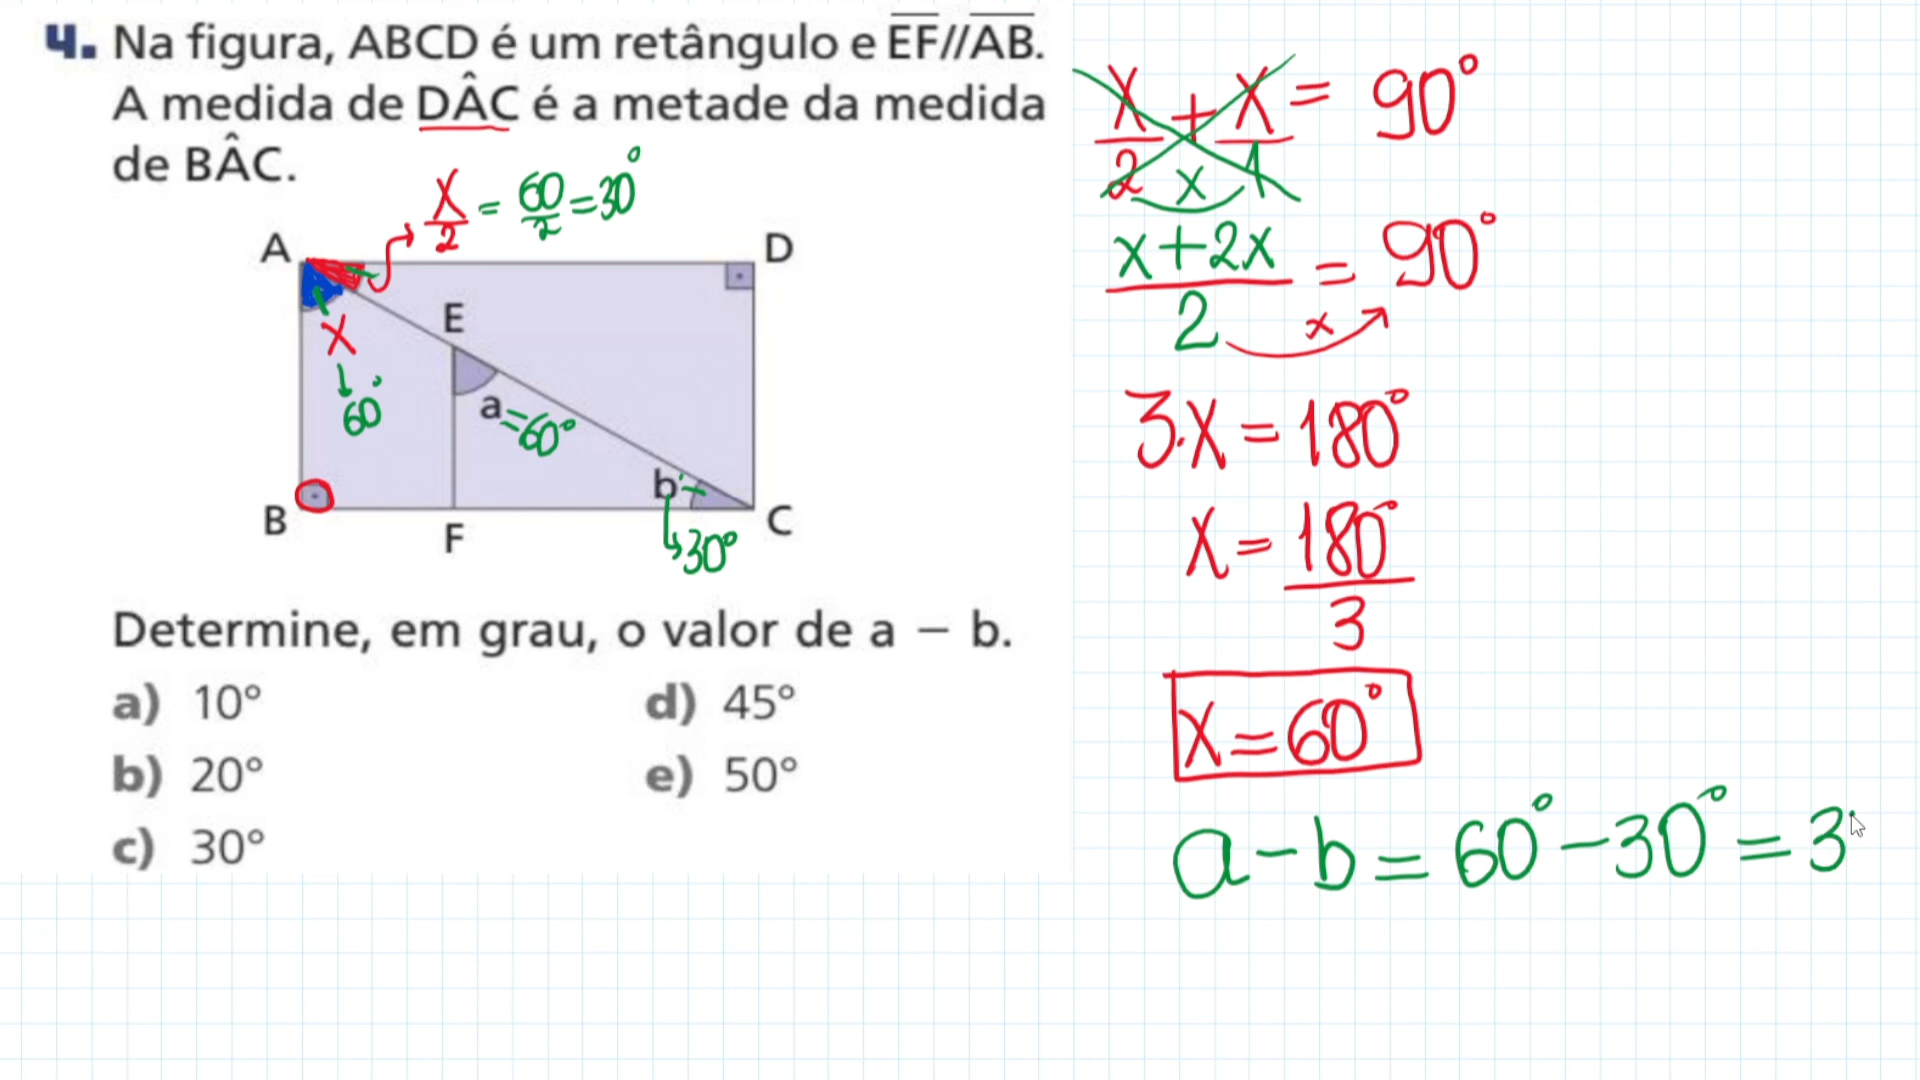 4. Na figura, ABCD é um retângulo e EF//AB.
A medida de DÂC é a metade da medida
de BÂC.
x/2 = 60/2 = 30°
A
D
E
x
60°
a = 60°
b
B
F
C
30°
Determine, em grau, o valor de a – b.
a) 10°
b) 20°
c) 30°
d) 45°
e) 50°
x/2 + x/1 = 90°
x
(x + 2x)/2 = 90°
x
3.x = 180°
x = 180°/3
x = 60°
a - b = 60° - 30° = 3